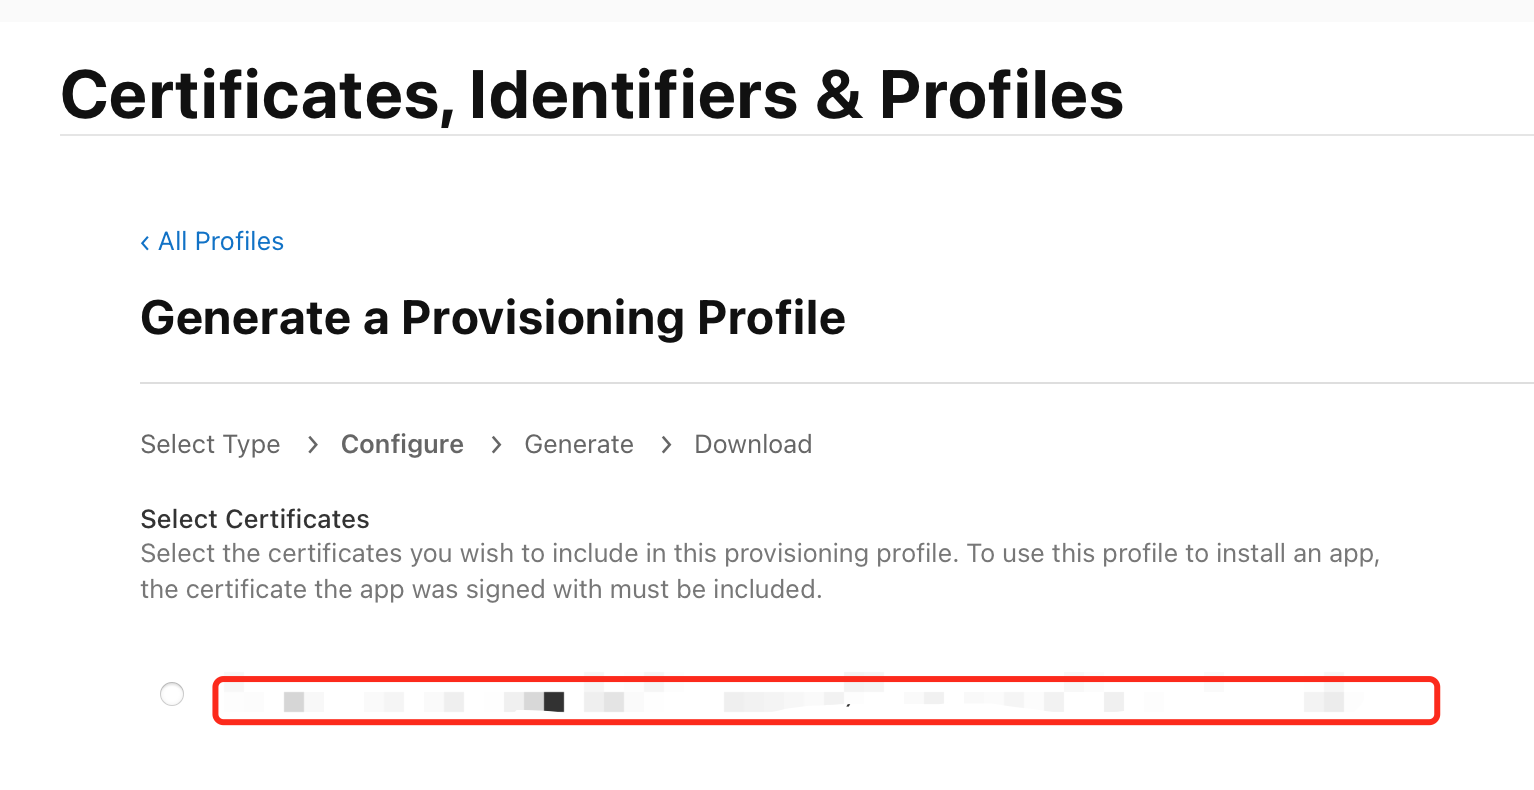 Certificates, Identifiers & Profiles
‹ All Profiles
Generate a Provisioning Profile
Select Type > Configure > Generate > Download
Select Certificates
Select the certificates you wish to include in this provisioning profile. To use this profile to install an app,
the certificate the app was signed with must be included.